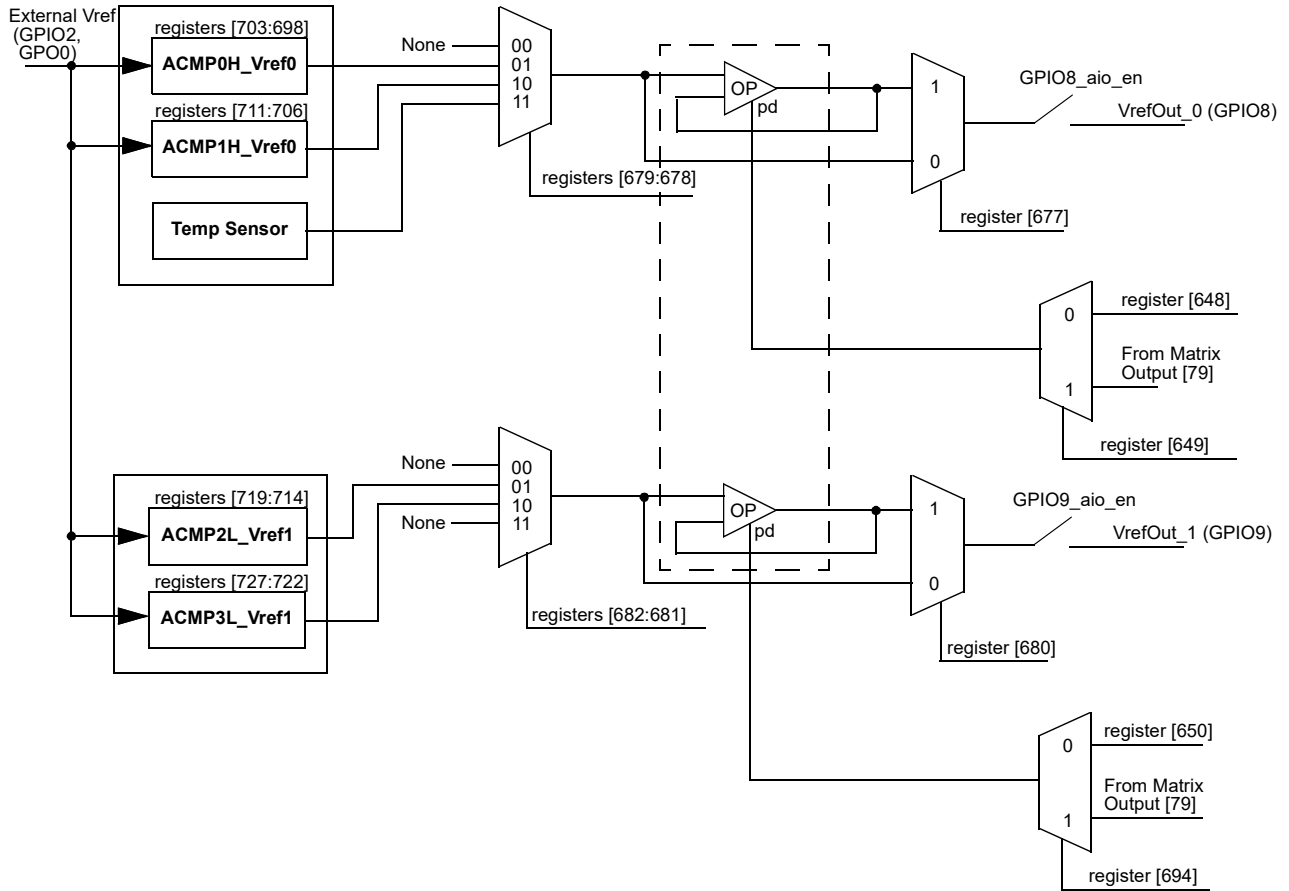 External Vref
(GPIO2,
GPO0)
registers [703:698]
ACMP0H_Vref0
registers [711:706]
ACMP1H_Vref0
Temp Sensor
None
00
01
10
11
registers [679:678]
OP
pd
1
0
register [677]
GPIO8_aio_en
VrefOut_0 (GPIO8)
0
1
register [648]
From Matrix
Output [79]
register [649]
registers [719:714]
ACMP2L_Vref1
registers [727:722]
ACMP3L_Vref1
None
None
00
01
10
11
registers [682:681]
OP
pd
1
0
register [680]
GPIO9_aio_en
VrefOut_1 (GPIO9)
0
1
register [650]
From Matrix
Output [79]
register [694]